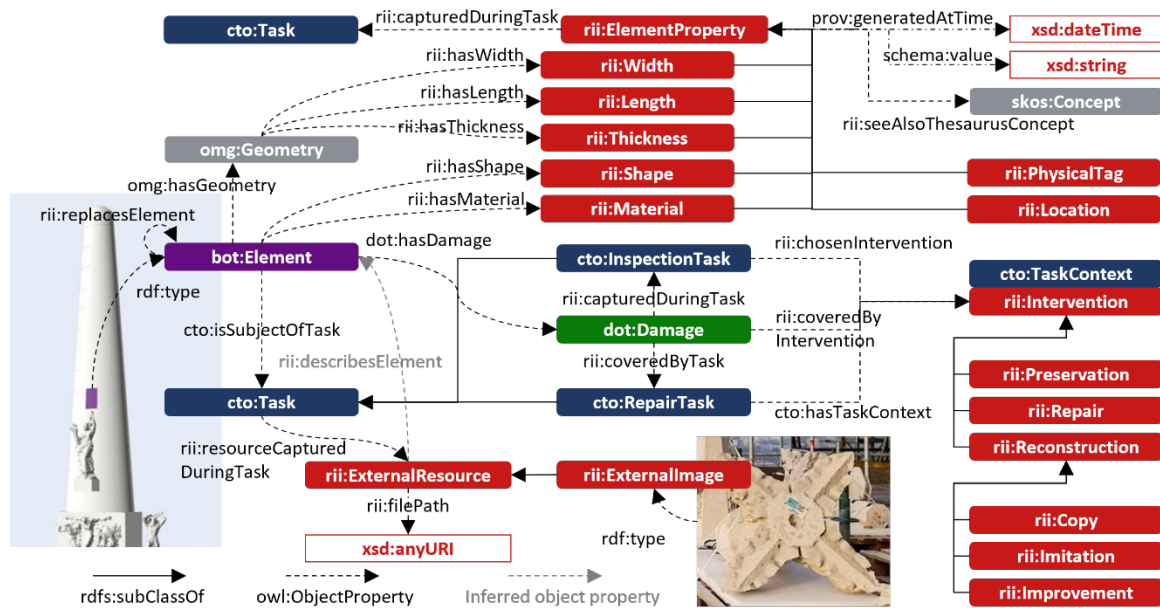 cto:Task
rii:capturedDuringTask
rii:ElementProperty
prov:generatedAtTime
xsd:dateTime
rii:hasWidth
rii:Width
schema:value
xsd:string
rii:hasLength
rii:Length
skos:Concept
rii:hasThickness
rii:Thickness
rii:seeAlsoThesaurusConcept
omg:Geometry
rii:hasShape
rii:Shape
rii:PhysicalTag
omg:hasGeometry
rii:hasMaterial
rii:Material
rii:Location
rii:replacesElement
bot:Element
dot:hasDamage
cto:InspectionTask
rii:chosenIntervention
cto:TaskContext
rdf:type
rii:capturedDuringTask
rii:Intervention
cto:isSubjectOfTask
dot:Damage
rii:coveredBy
Intervention
rii:describesElement
rii:coveredByTask
rii:Preservation
cto:Task
cto:RepairTask
cto:hasTaskContext
rii:Repair
rii:resourceCaptured
DuringTask
rii:Reconstruction
rii:ExternalResource
rii:ExternalImage
rii:filePath
rii:Copy
xsd:anyURI
rdf:type
rii:Imitation
rii:Improvement
rdfs:subClassOf
owl:ObjectProperty
Inferred object property